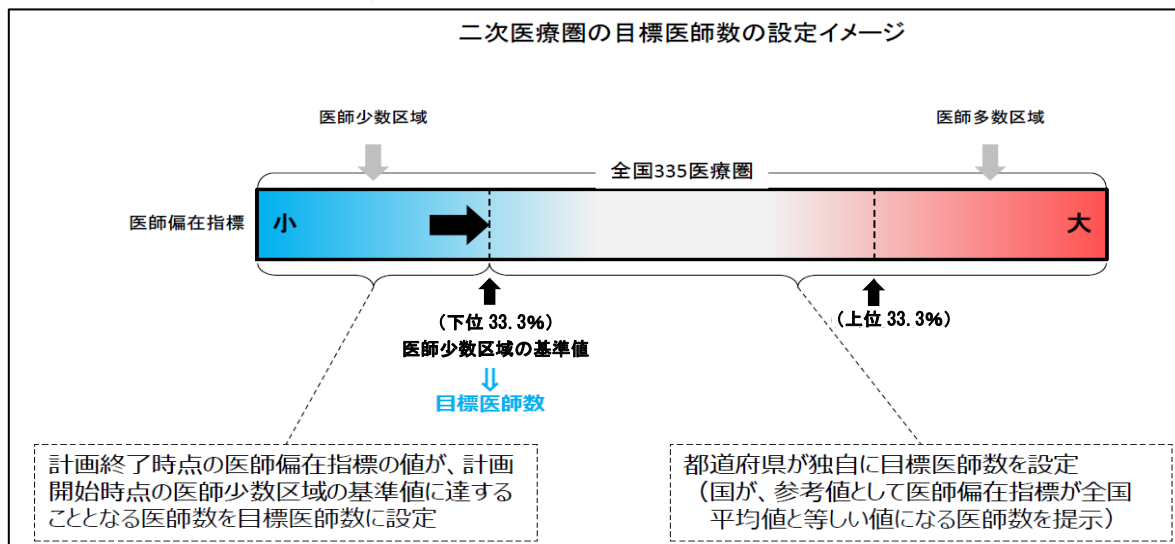 二次医療圏の目標医師数の設定イメージ
医師少数区域
医師多数区域
全国335医療圏
医師偏在指標
小
大
(下位 33.3%)
医師少数区域の基準値
⇓
目標医師数
(上位 33.3%)
計画終了時点の医師偏在指標の値が、計画
開始時点の医師少数区域の基準値に達する
こととなる医師数を目標医師数に設定
都道府県が独自に目標医師数を設定
(国が、参考値として医師偏在指標が全国
平均値と等しい値になる医師数を提示)